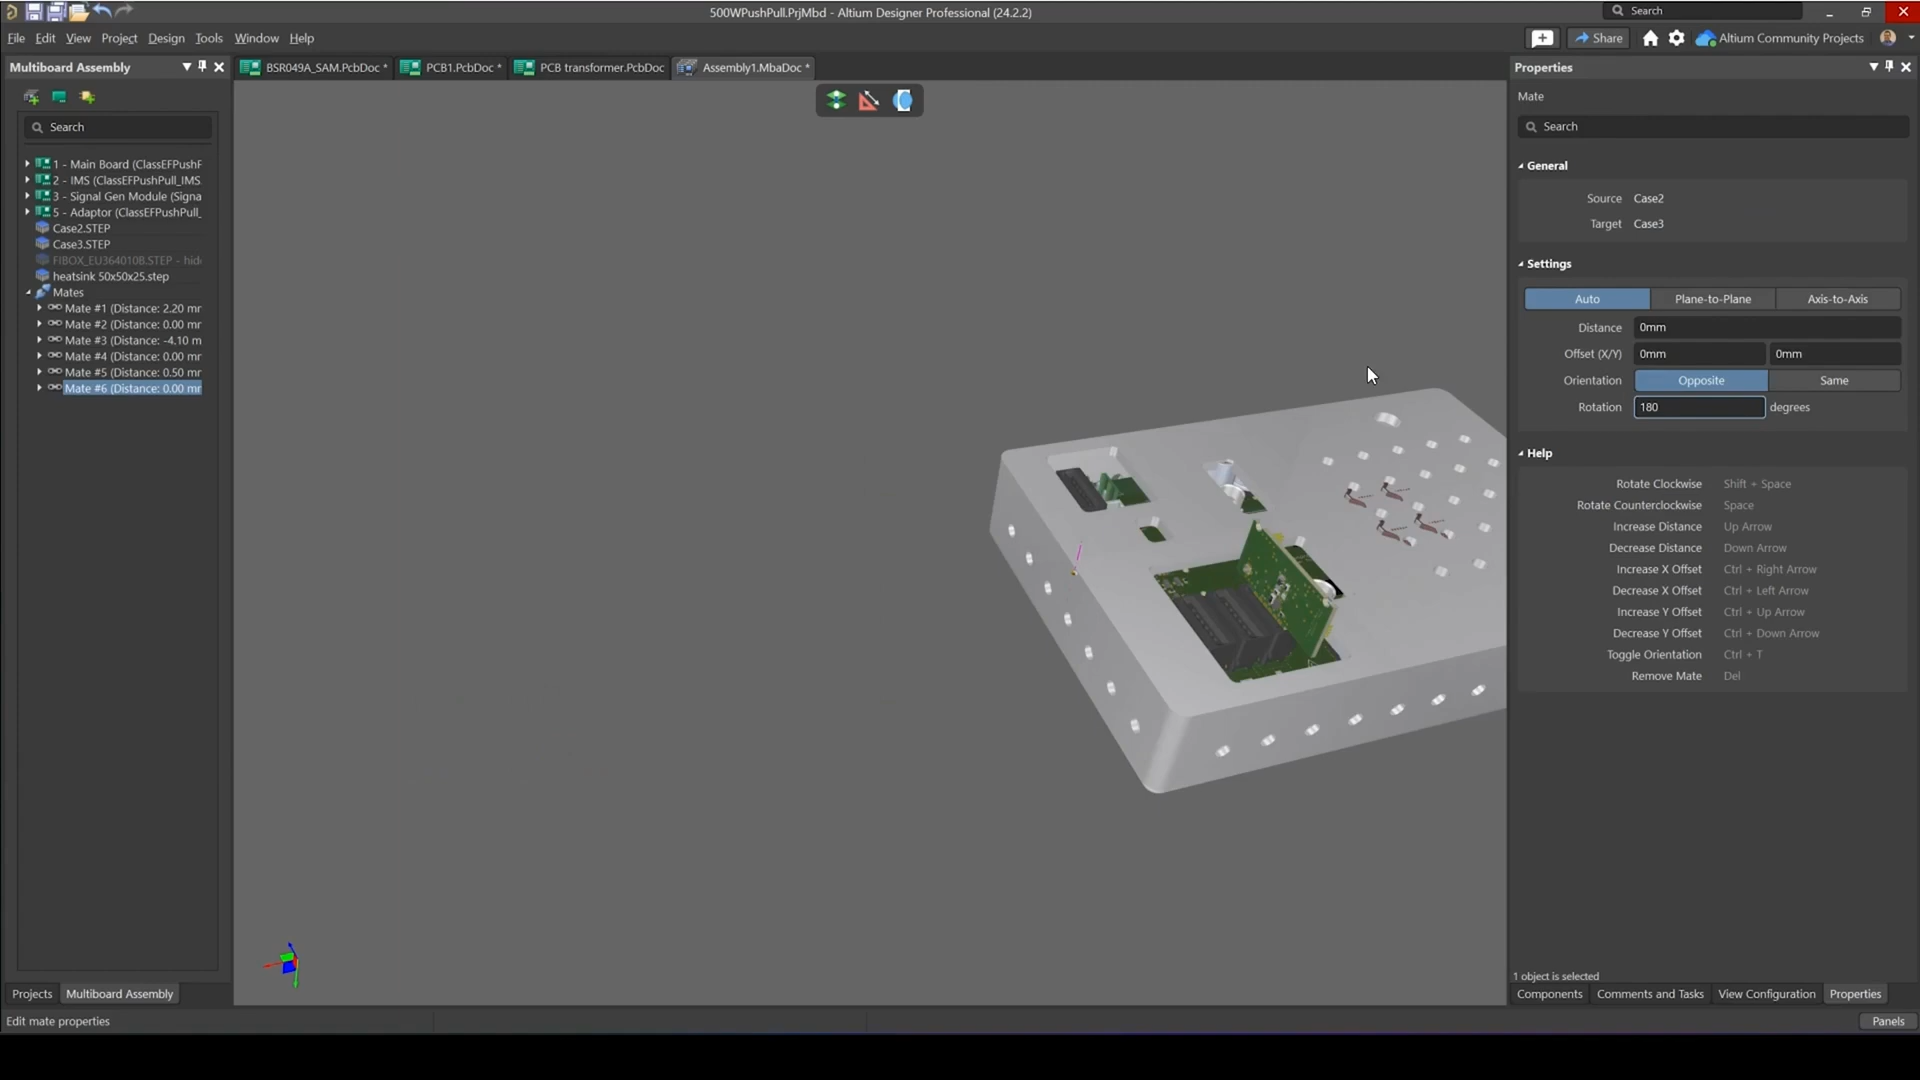 500WPushPull.PrjMbd - Altium Designer Professional (24.2.2)
Search
File Edit View Project Design Tools Window Help
Share
Altium Community Projects
Multiboard Assembly
BSR049A_SAM.PcbDoc *
PCB1.PcbDoc *
PCB transformer.PcbDoc
Assembly1.MbaDoc *
Search
1 - Main Board (ClassEFPushF
2 - IMS (ClassEFPushPull_IMS
3 - Signal Gen Module (Signa
5 - Adaptor (ClassEFPushPull_
Case2.STEP
Case3.STEP
FIBOX_EU364010B.STEP - hid
heatsink 50x50x25.step
Mates
Mate #1 (Distance: 2.20 mr
Mate #2 (Distance: 0.00 mr
Mate #3 (Distance: -4.10 m
Mate #4 (Distance: 0.00 mr
Mate #5 (Distance: 0.50 mr
Mate #6 (Distance: 0.00 mr
Properties
Mate
Search
General
Source Case2
Target Case3
Settings
Auto Plane-to-Plane Axis-to-Axis
Distance 0mm
Offset (X/Y) 0mm 0mm
Orientation Opposite Same
Rotation 180 degrees
Help
Rotate Clockwise Shift + Space
Rotate Counterclockwise Space
Increase Distance Up Arrow
Decrease Distance Down Arrow
Increase X Offset Ctrl + Right Arrow
Decrease X Offset Ctrl + Left Arrow
Increase Y Offset Ctrl + Up Arrow
Decrease Y Offset Ctrl + Down Arrow
Toggle Orientation Ctrl + T
Remove Mate Del
1 object is selected
Projects Multiboard Assembly
Components Comments and Tasks View Configuration Properties
Edit mate properties
Panels